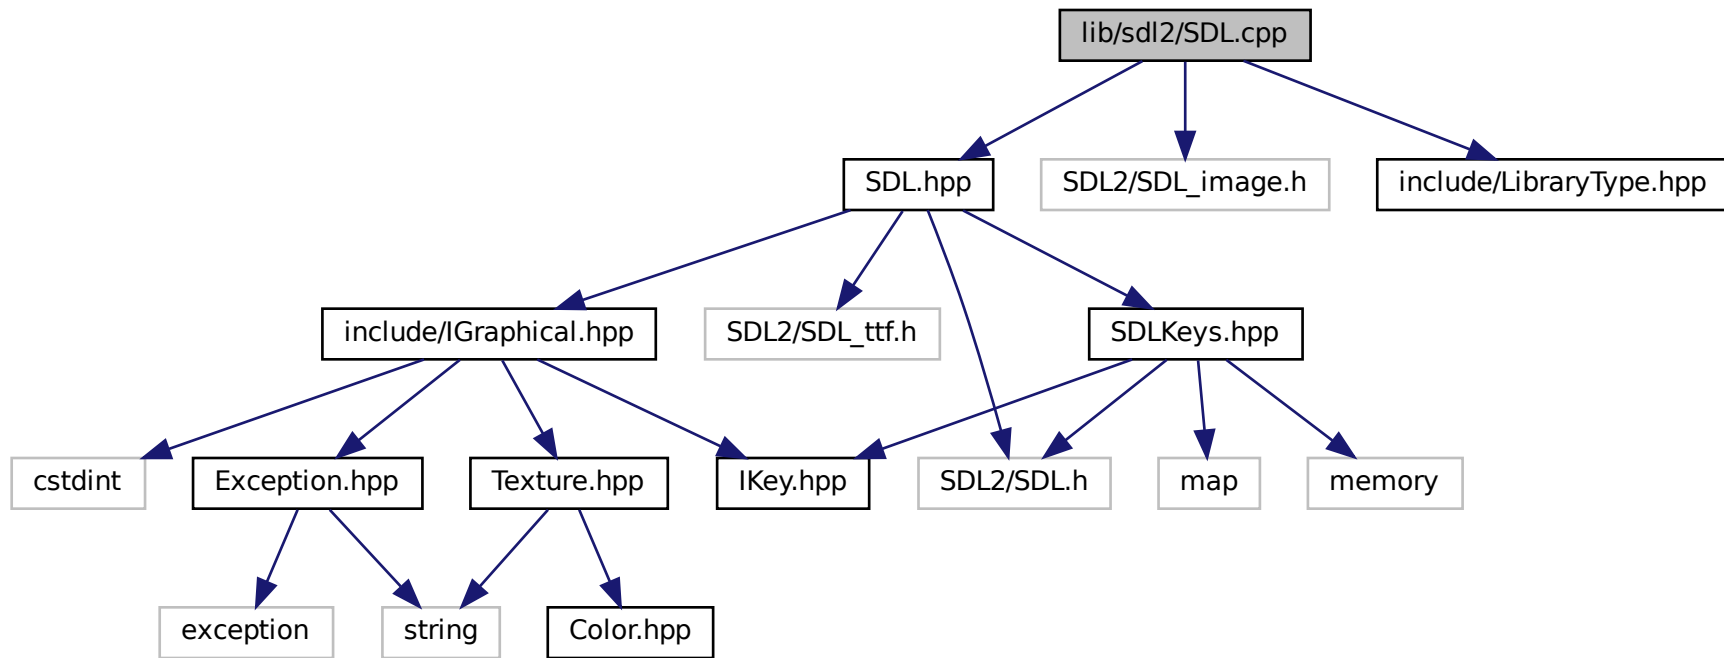 lib/sdl2/SDL.cpp
SDL.hpp
SDL2/SDL_image.h
include/LibraryType.hpp
include/IGraphical.hpp
SDL2/SDL_ttf.h
SDLKeys.hpp
cstdint
Exception.hpp
Texture.hpp
IKey.hpp
SDL2/SDL.h
map
memory
exception
string
Color.hpp